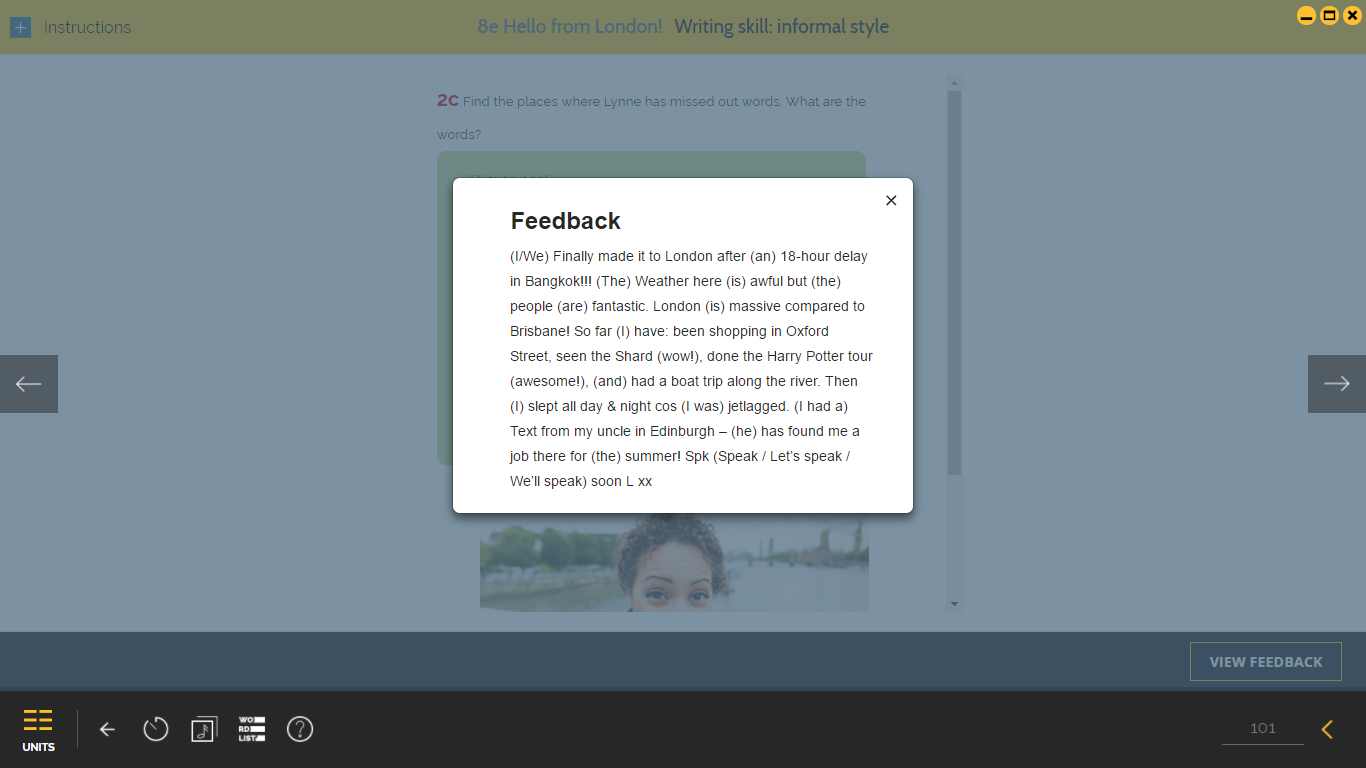 Instructions
8e Hello from London! Writing skill: informal style
2C Find the places where Lynne has missed out words. What are the
words?
Feedback
(I/We) Finally made it to London after (an) 18-hour delay
in Bangkok!!! (The) Weather here (is) awful but (the)
people (are) fantastic. London (is) massive compared to
Brisbane! So far (I) have: been shopping in Oxford
Street, seen the Shard (wow!), done the Harry Potter tour
(awesome!), (and) had a boat trip along the river. Then
(I) slept all day & night cos (I was) jetlagged. (I had a)
Text from my uncle in Edinburgh – (he) has found me a
job there for (the) summer! Spk (Speak / Let’s speak /
We’ll speak) soon L xx
VIEW FEEDBACK
UNITS
WO
RD
LIST
101